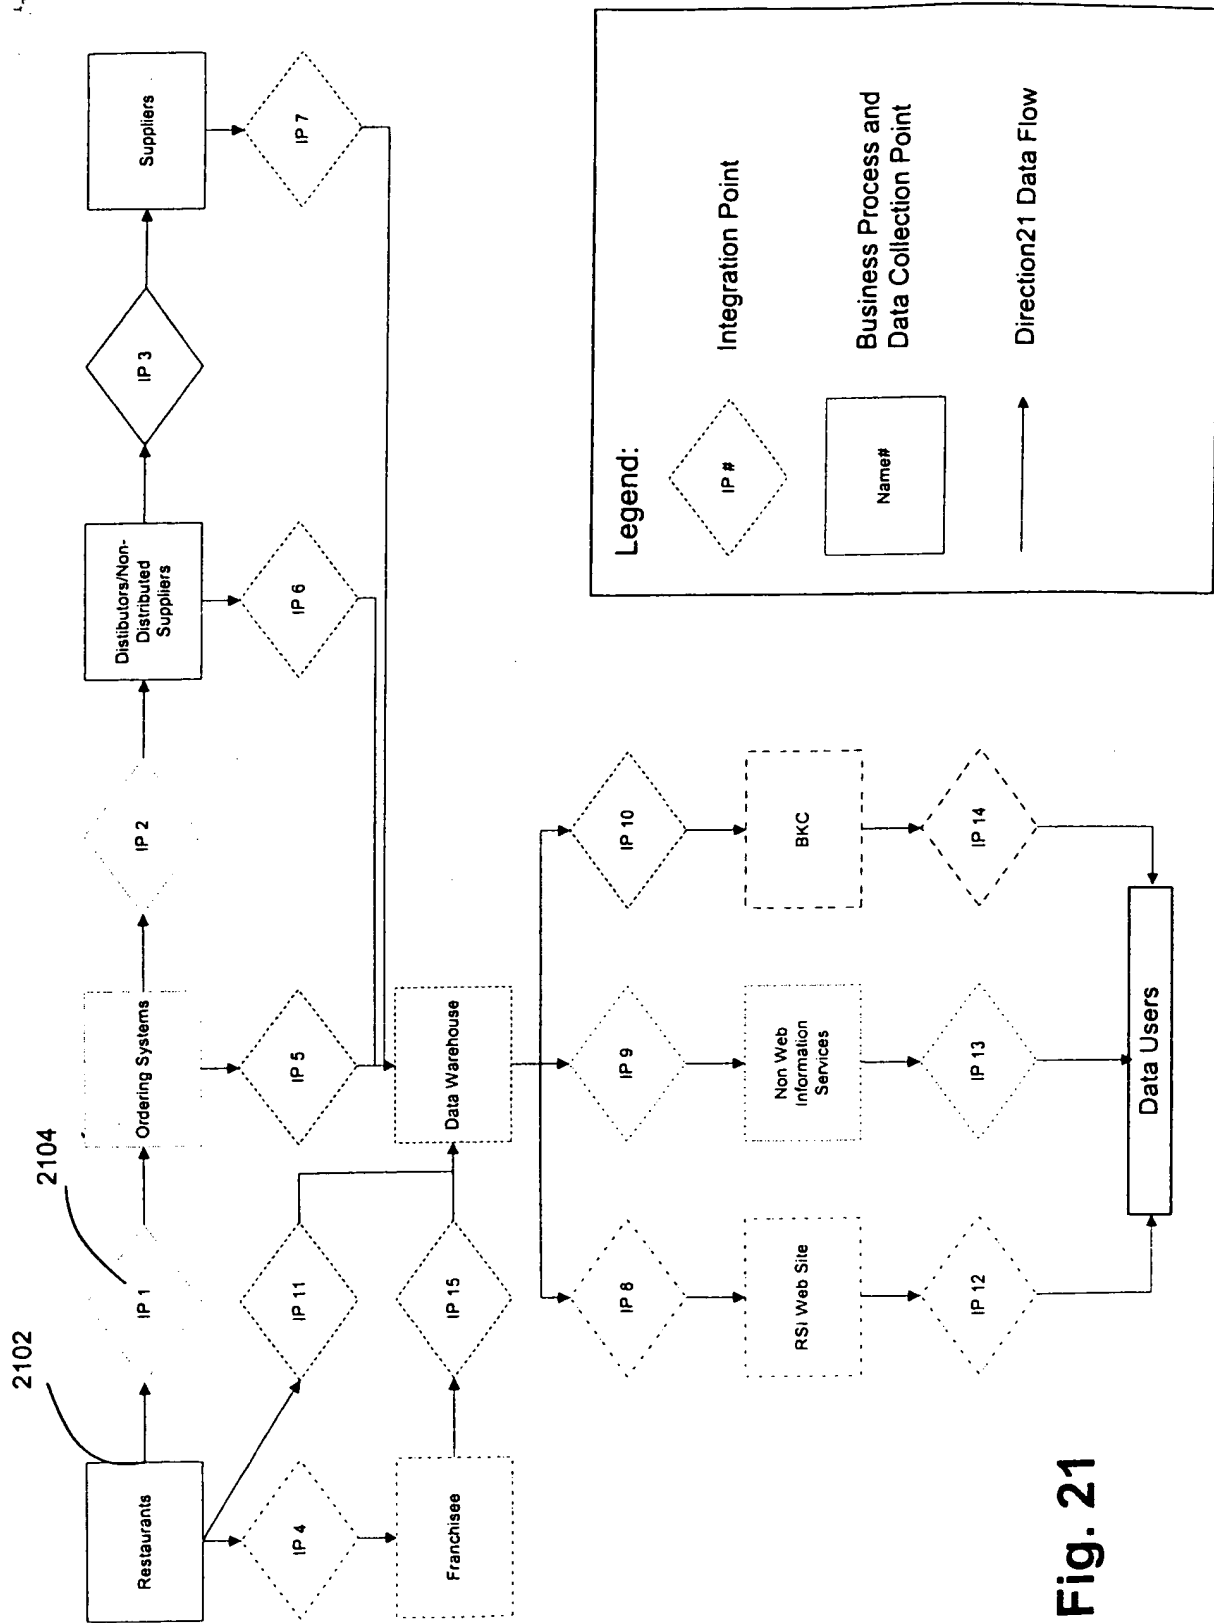 2102
2104
Restaurants
IP 1
Ordering Systems
IP 2
Distibutors/Non-
Distributed
Suppliers
IP 3
Suppliers
IP 4
IP 11
IP 5
IP 6
IP 7
Franchisee
IP 15
Data Warehouse
IP 8
IP 9
IP 10
RSI Web Site
Non Web
Information
Services
BKC
IP 12
IP 13
IP 14
Data Users
Legend:
IP #
Integration Point
Name#
Business Process and
Data Collection Point
Direction21 Data Flow
Fig. 21